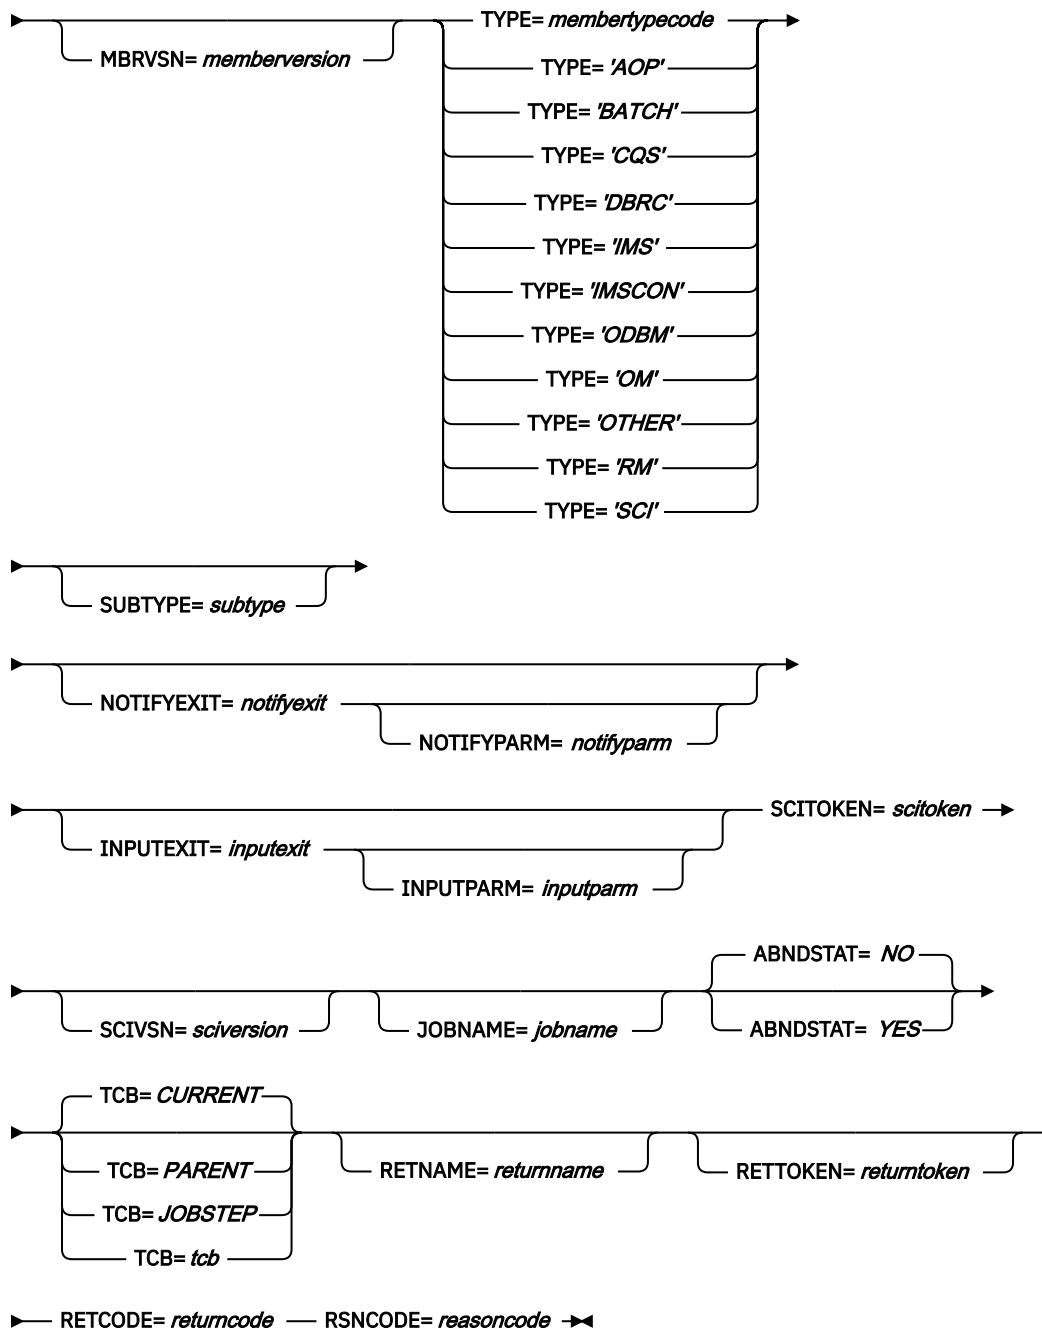 TYPE= membertypecode
MBRVSN= memberversion
TYPE= 'AOP'
TYPE= 'BATCH'
TYPE= 'CQS'
TYPE= 'DBRC'
TYPE= 'IMS'
TYPE= 'IMSCON'
TYPE= 'ODBM'
TYPE= 'OM'
TYPE= 'OTHER'
TYPE= 'RM'
TYPE= 'SCI'
SUBTYPE= subtype
NOTIFYEXIT= notifyexit
NOTIFYPARM= notifyparm
SCITOKEN= scitoken
INPUTEXIT= inputexit
INPUTPARM= inputparm
ABNDSTAT= NO
SCIVSN= sciversion JOBNAME= jobname ABNDSTAT= YES
TCB= CURRENT
TCB= PARENT RETNAME= returnname RETTOKEN= returntoken
TCB= JOBSTEP
TCB= tcb
RETCODE= returncode RSNCODE= reasoncode